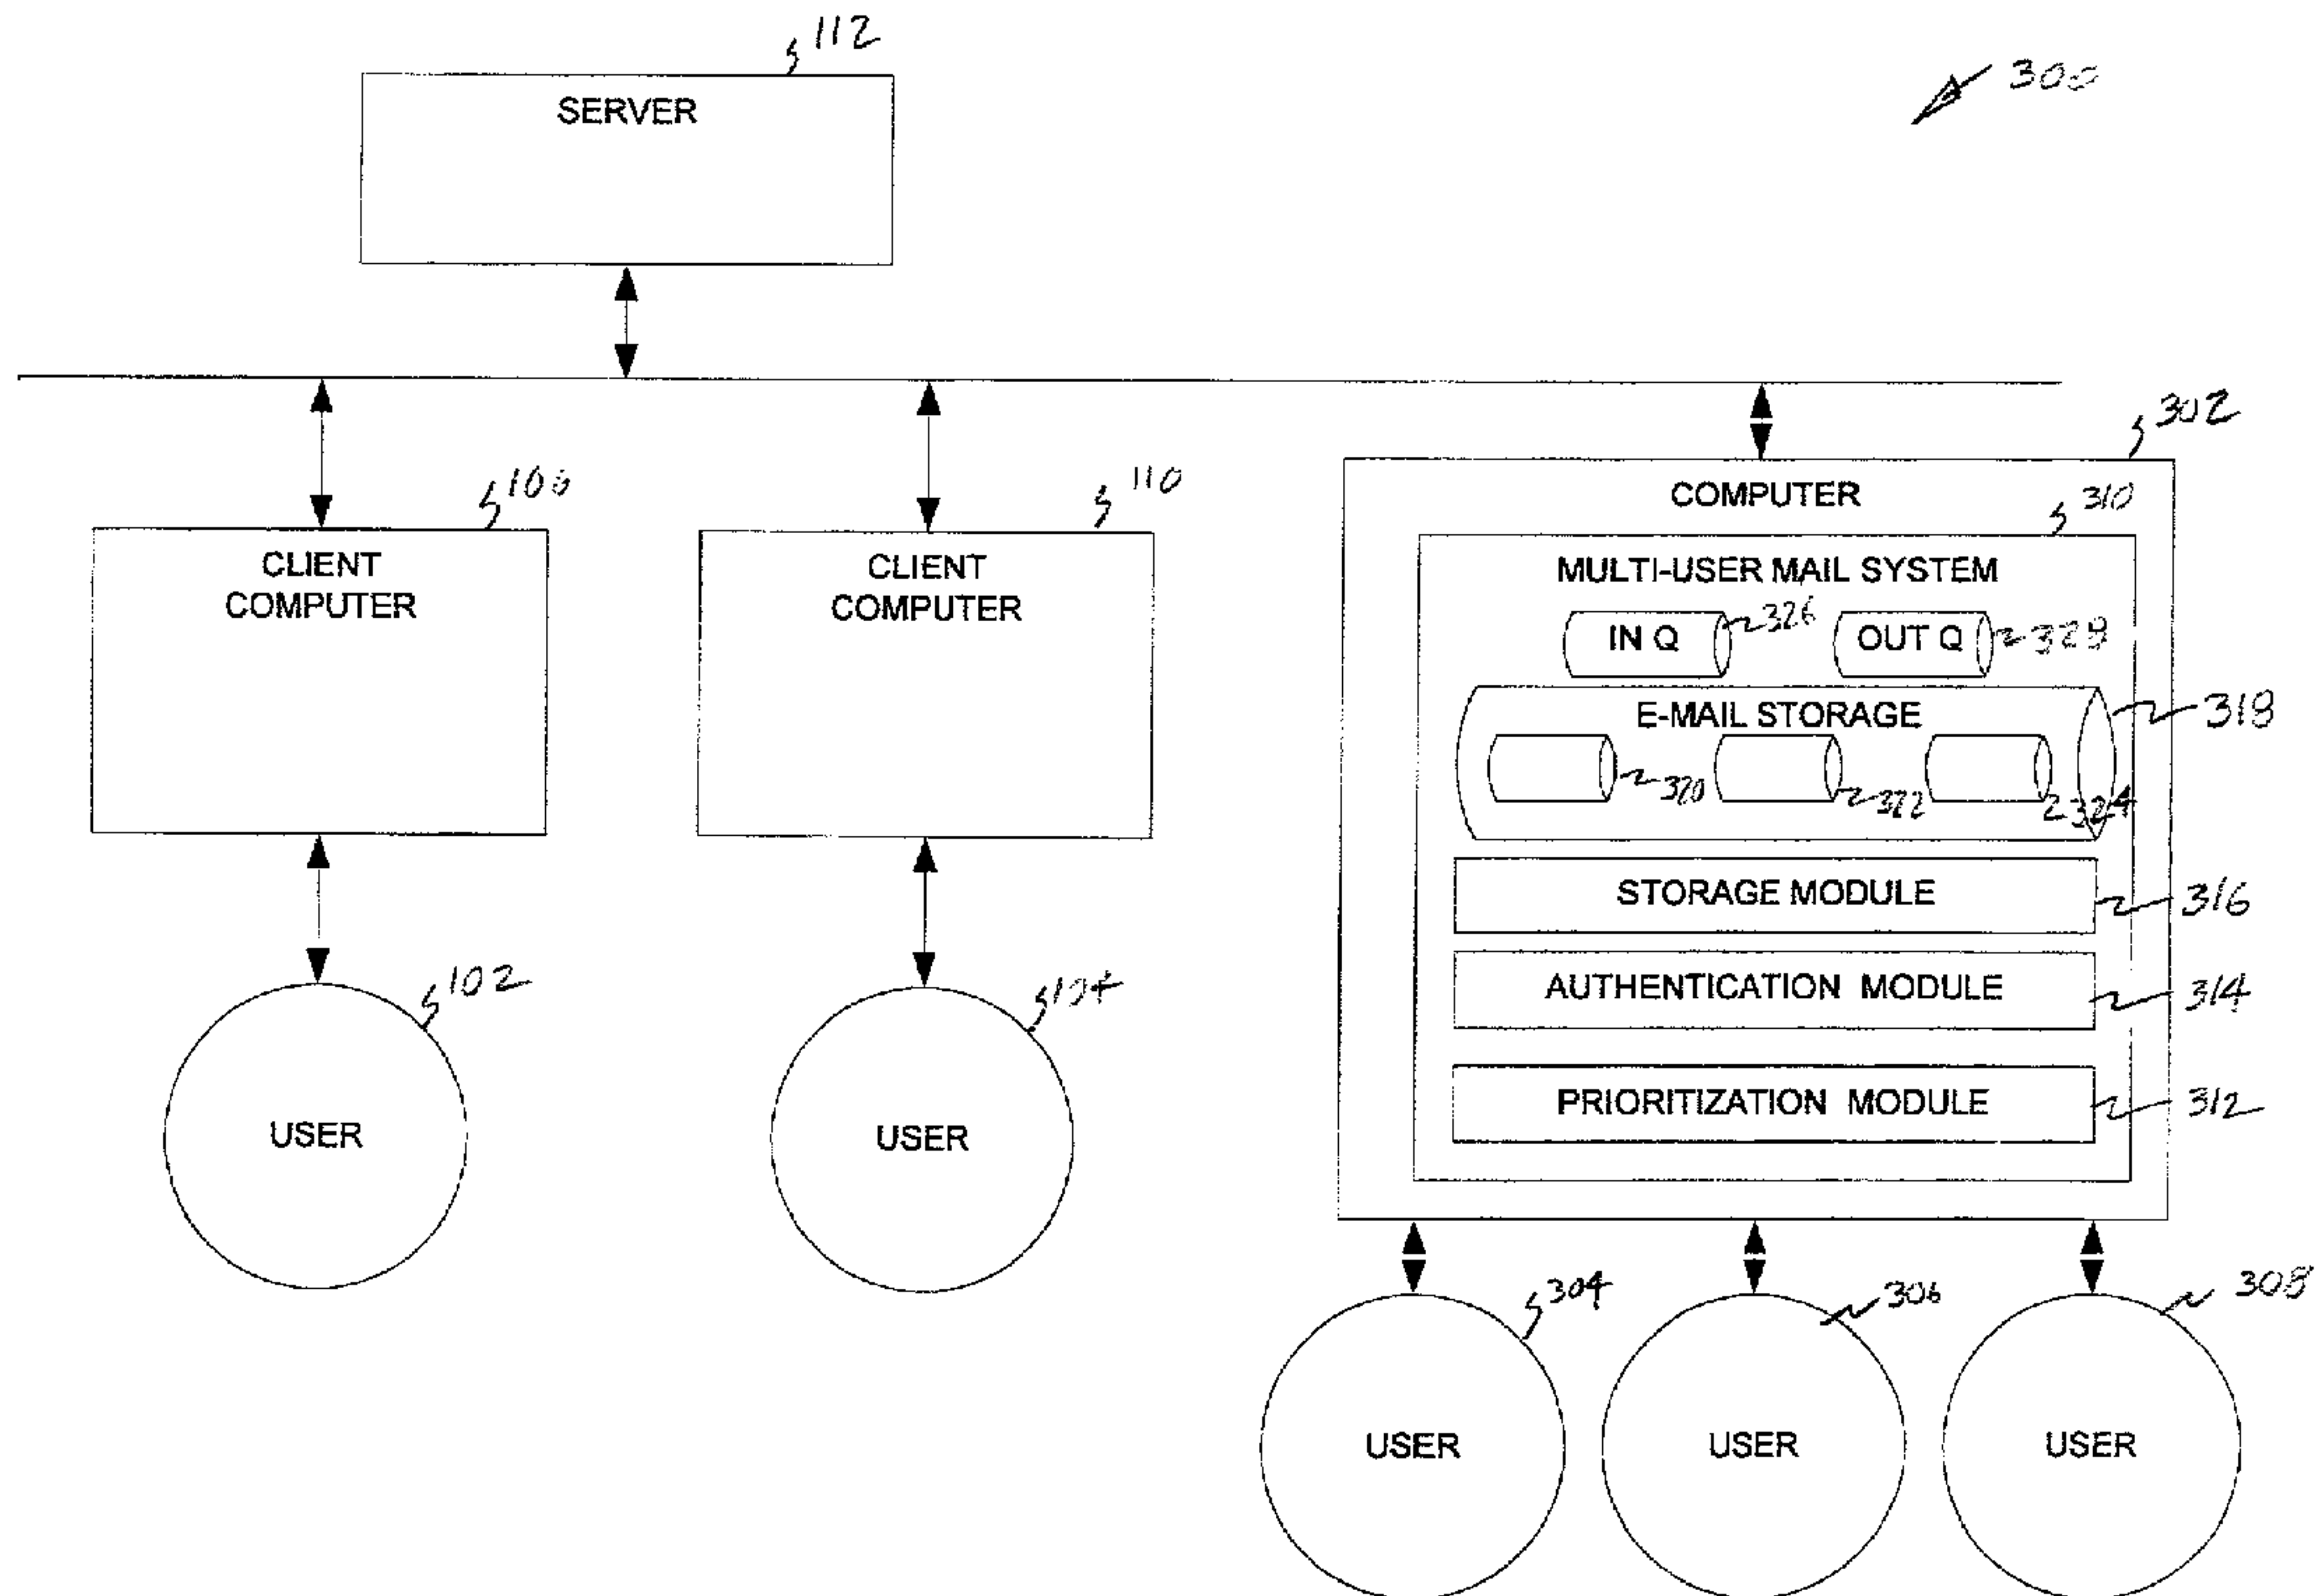 112
SERVER
300
302
106
110
COMPUTER
310
CLIENT
COMPUTER
CLIENT
COMPUTER
MULTI-USER MAIL SYSTEM
IN Q
326
OUT Q
328
E-MAIL STORAGE
318
320
322
324
STORAGE MODULE
316
AUTHENTICATION MODULE
314
PRIORITIZATION MODULE
312
102
104
USER
USER
304
306
308
USER
USER
USER